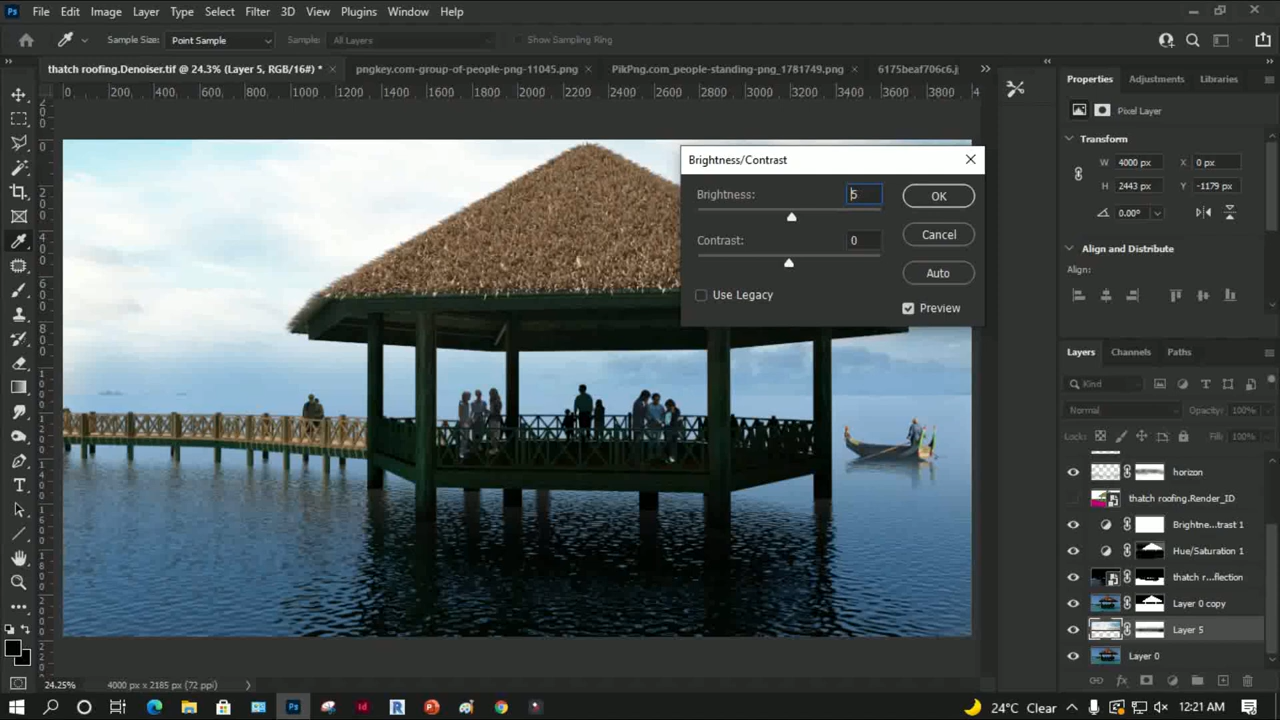 Ps File Edit Image Layer Type Select Filter 3D View Plugins Window Help
Sample Size: Point Sample Sample: All Layers Show Sampling Ring
thatch roofing.Denoiser.tif @ 24.3% (Layer 5, RGB/16#) * × pngkey.com-group-of-people-png-11045.png × PikPng.com_people-standing-png_1781749.png × 6175beaf706c6.j
0 200 400 600 800 1000 1200 1400 1600 1800 2000 2200 2400 2600 2800 3000 3200 3400 3600 3800 4
Properties Adjustments Libraries
Pixel Layer
Transform
W 4000 px X 0 px
H 2443 px Y -1179 px
0.00°
Align and Distribute
Align:
Brightness/Contrast
Brightness: 5 OK
Contrast: 0 Cancel
Auto
Use Legacy
Preview
Layers Channels Paths
Kind
Normal Opacity: 100%
Locks: Fill: 100%
horizon
thatch roofing.Render_ID
Brightne...trast 1
Hue/Saturation 1
thatch r...flection
Layer 0 copy
Layer 5
Layer 0
24.25% 4000 px x 2185 px (72 ppi)
24°C Clear 12:21 AM